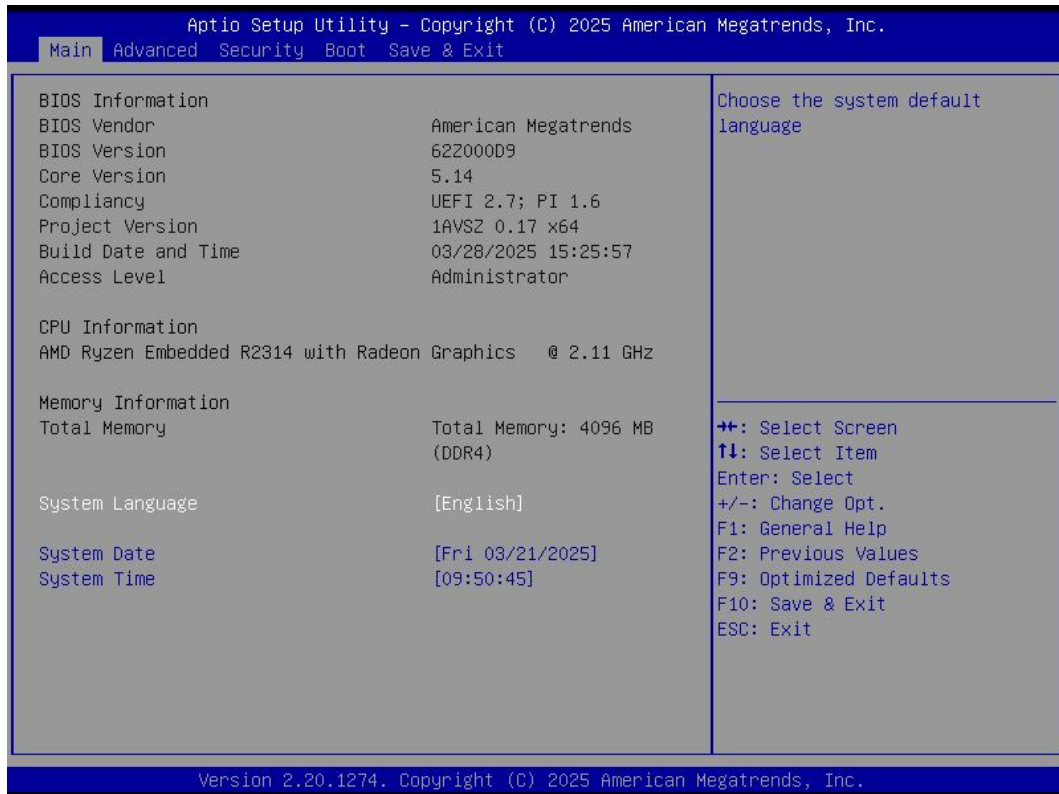 Aptio Setup Utility – Copyright (C) 2025 American Megatrends, Inc.
Main Advanced Security Boot Save & Exit
BIOS Information
BIOS Vendor American Megatrends
BIOS Version 62Z000D9
Core Version 5.14
Compliancy UEFI 2.7; PI 1.6
Project Version 1AVSZ 0.17 x64
Build Date and Time 03/28/2025 15:25:57
Access Level Administrator
CPU Information
AMD Ryzen Embedded R2314 with Radeon Graphics @ 2.11 GHz
Memory Information
Total Memory Total Memory: 4096 MB
(DDR4)
System Language [English]
System Date [Fri 03/21/2025]
System Time [09:50:45]
Choose the system default
language
→←: Select Screen
↑↓: Select Item
Enter: Select
+/-: Change Opt.
F1: General Help
F2: Previous Values
F9: Optimized Defaults
F10: Save & Exit
ESC: Exit
Version 2.20.1274. Copyright (C) 2025 American Megatrends, Inc.